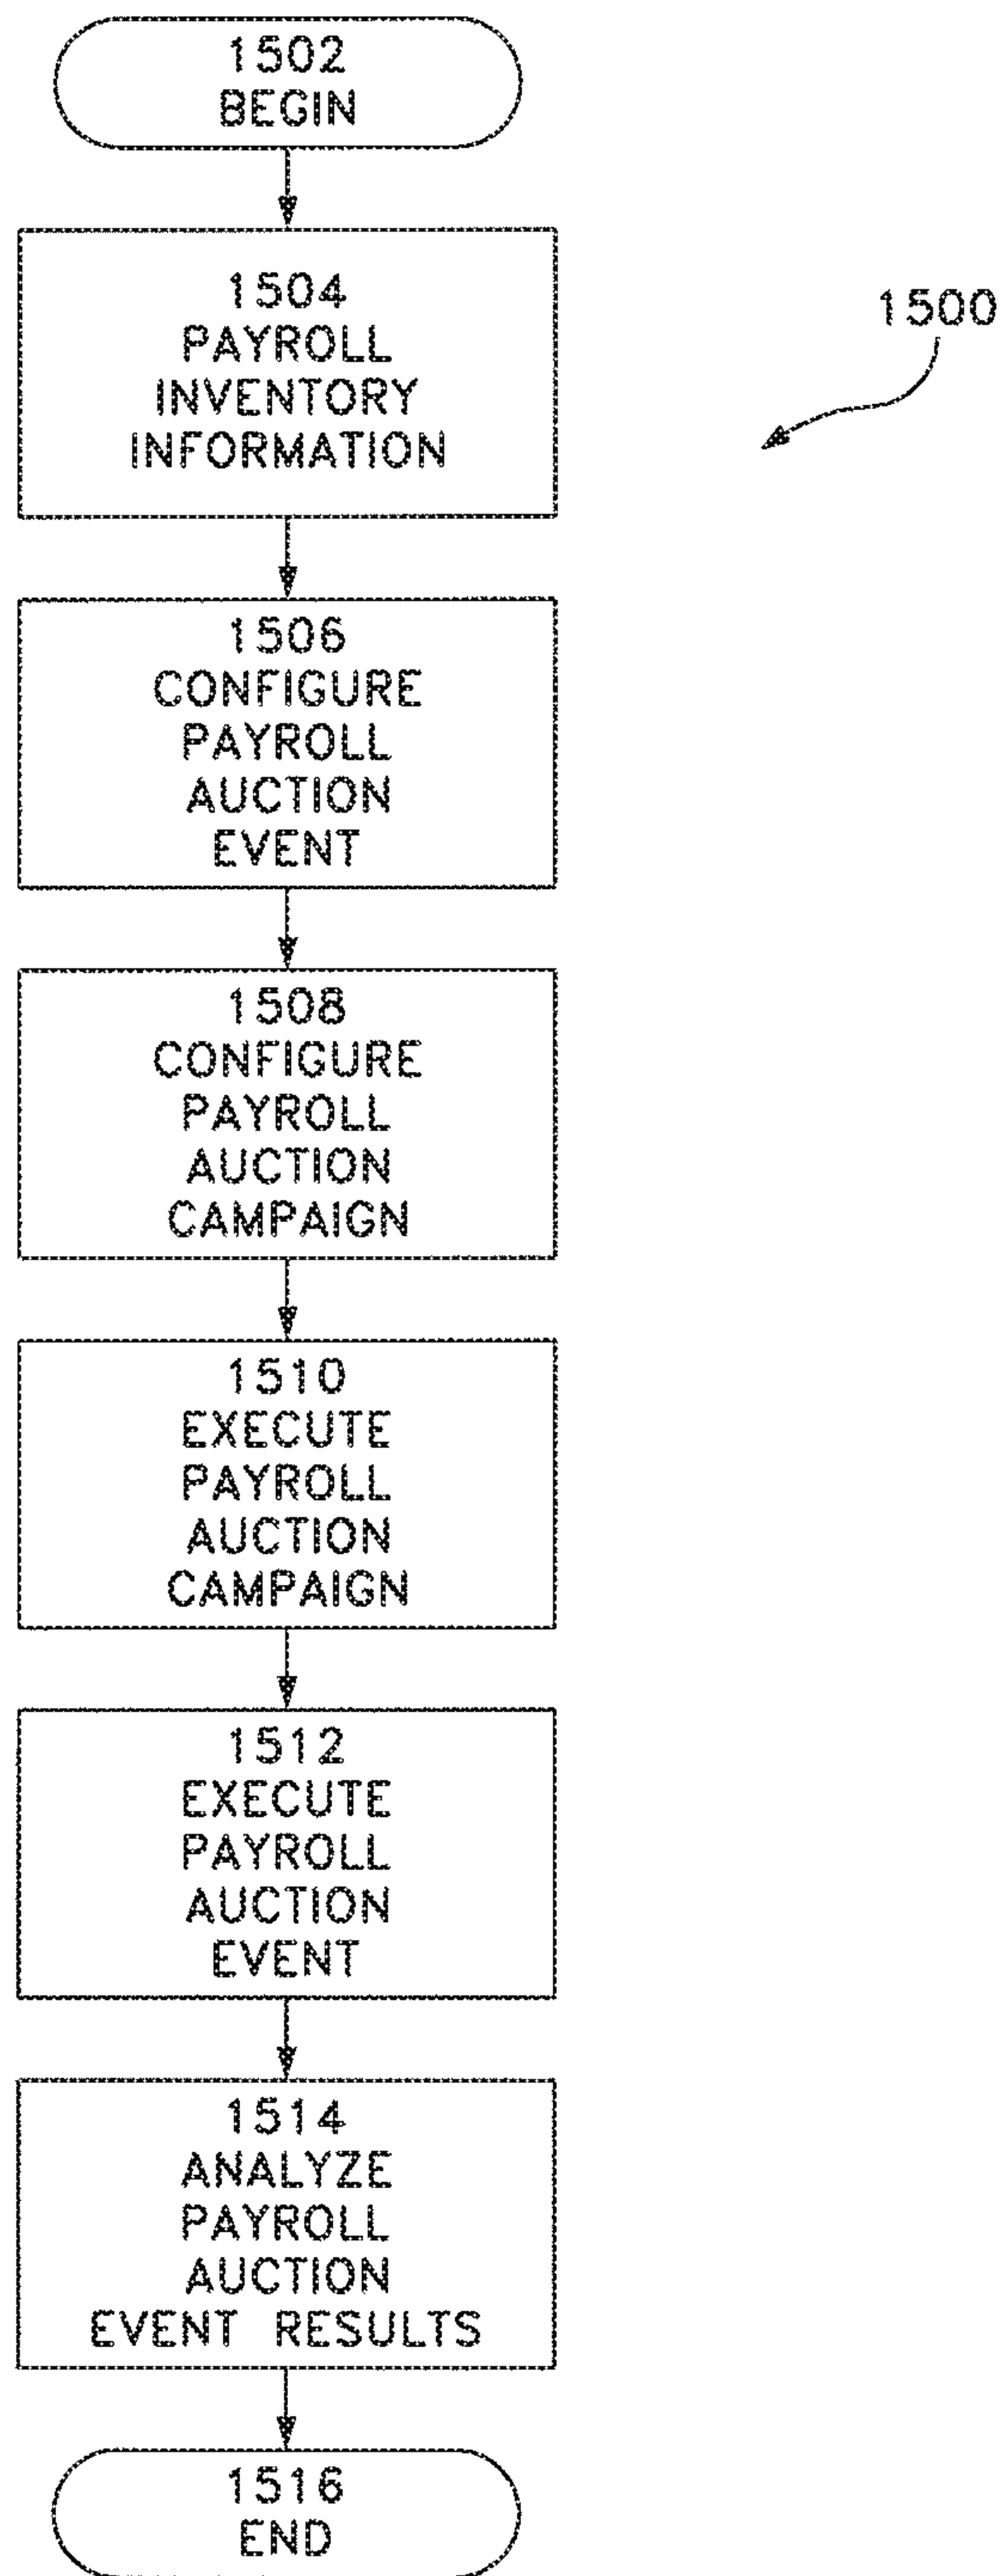 1502
BEGIN
1504
PAYROLL
INVENTORY
INFORMATION
1500
1506
CONFIGURE
PAYROLL
AUCTION
EVENT
1508
CONFIGURE
PAYROLL
AUCTION
CAMPAIGN
1510
EXECUTE
PAYROLL
AUCTION
CAMPAIGN
1512
EXECUTE
PAYROLL
AUCTION
EVENT
1514
ANALYZE
PAYROLL
AUCTION
EVENT RESULTS
1516
END